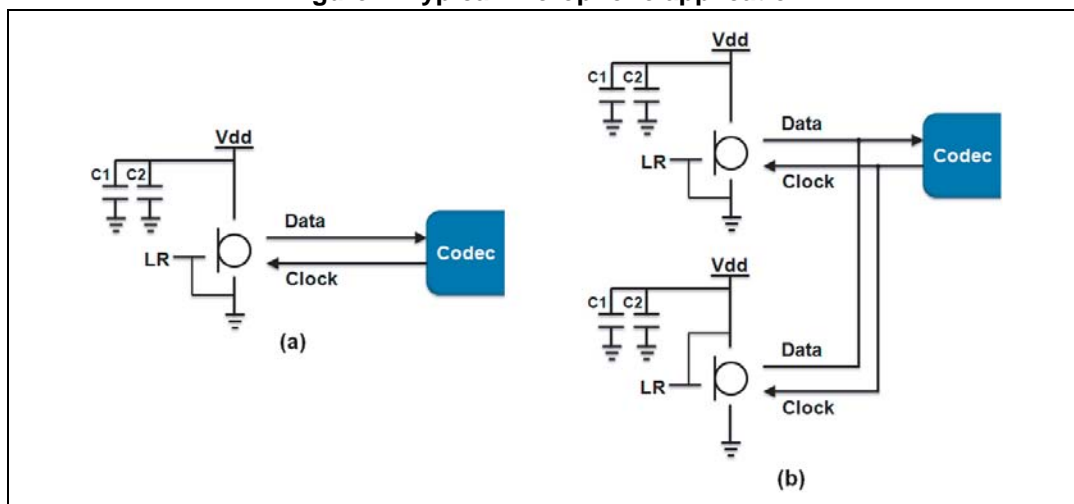 Vdd
C1 C2
LR
Data
Clock
Codec
(a)
Vdd
C1 C2
LR
Data
Clock
Codec
Vdd
C1 C2
LR
Data
Clock
(b)